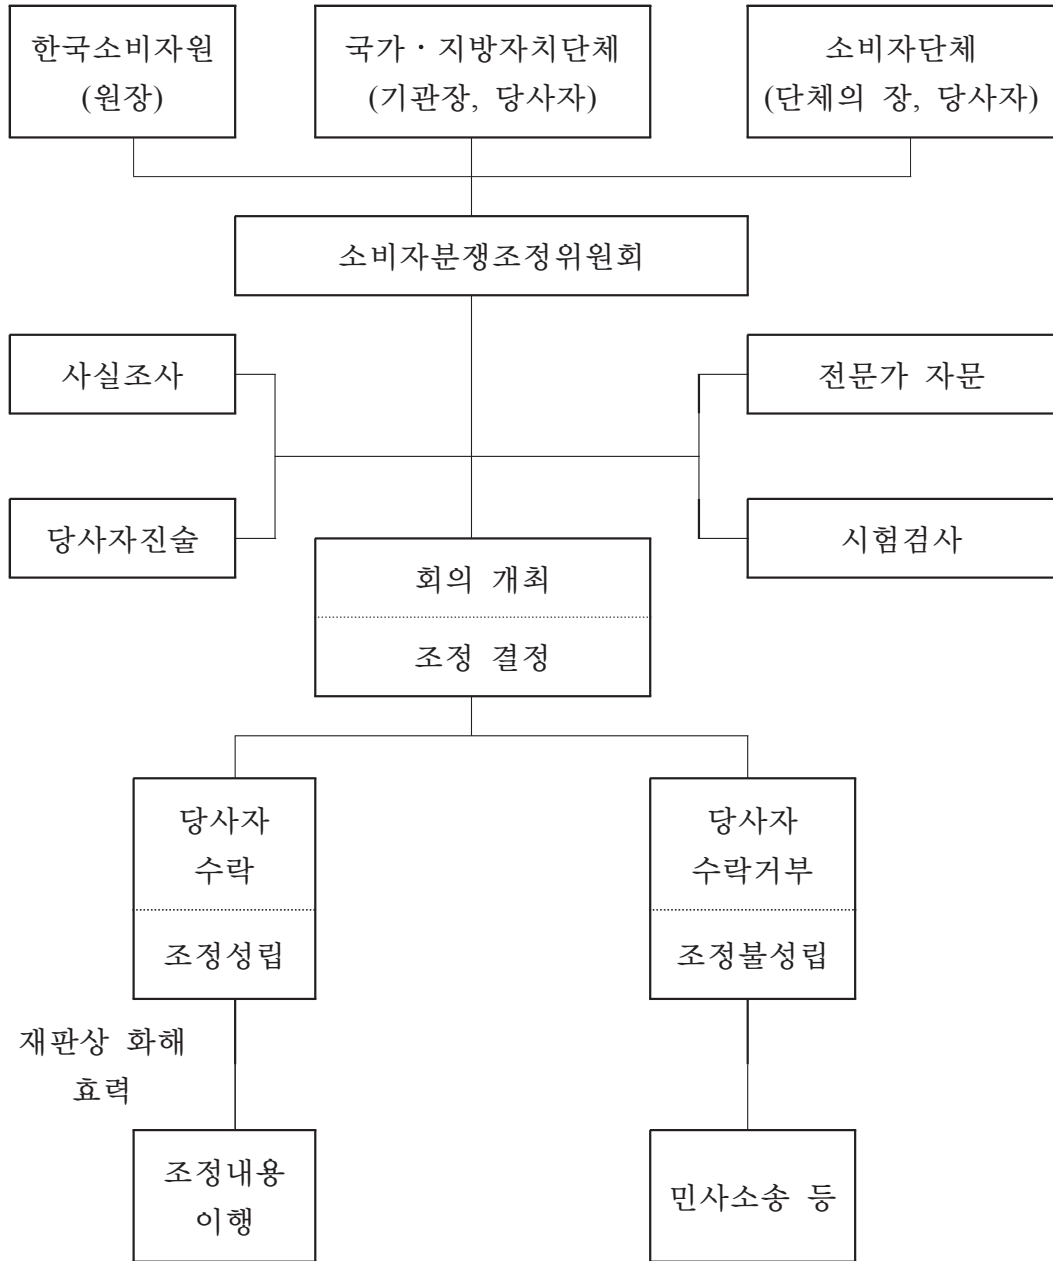 한국소비자원
(원장)
국가·지방자치단체
(기관장, 당사자)
소비자단체
(단체의 장, 당사자)
소비자분쟁조정위원회
사실조사
전문가 자문
당사자진술
시험검사
회의 개최
조정 결정
당사자
수락
조정성립
당사자
수락거부
조정불성립
재판상 화해
효력
조정내용
이행
민사소송 등